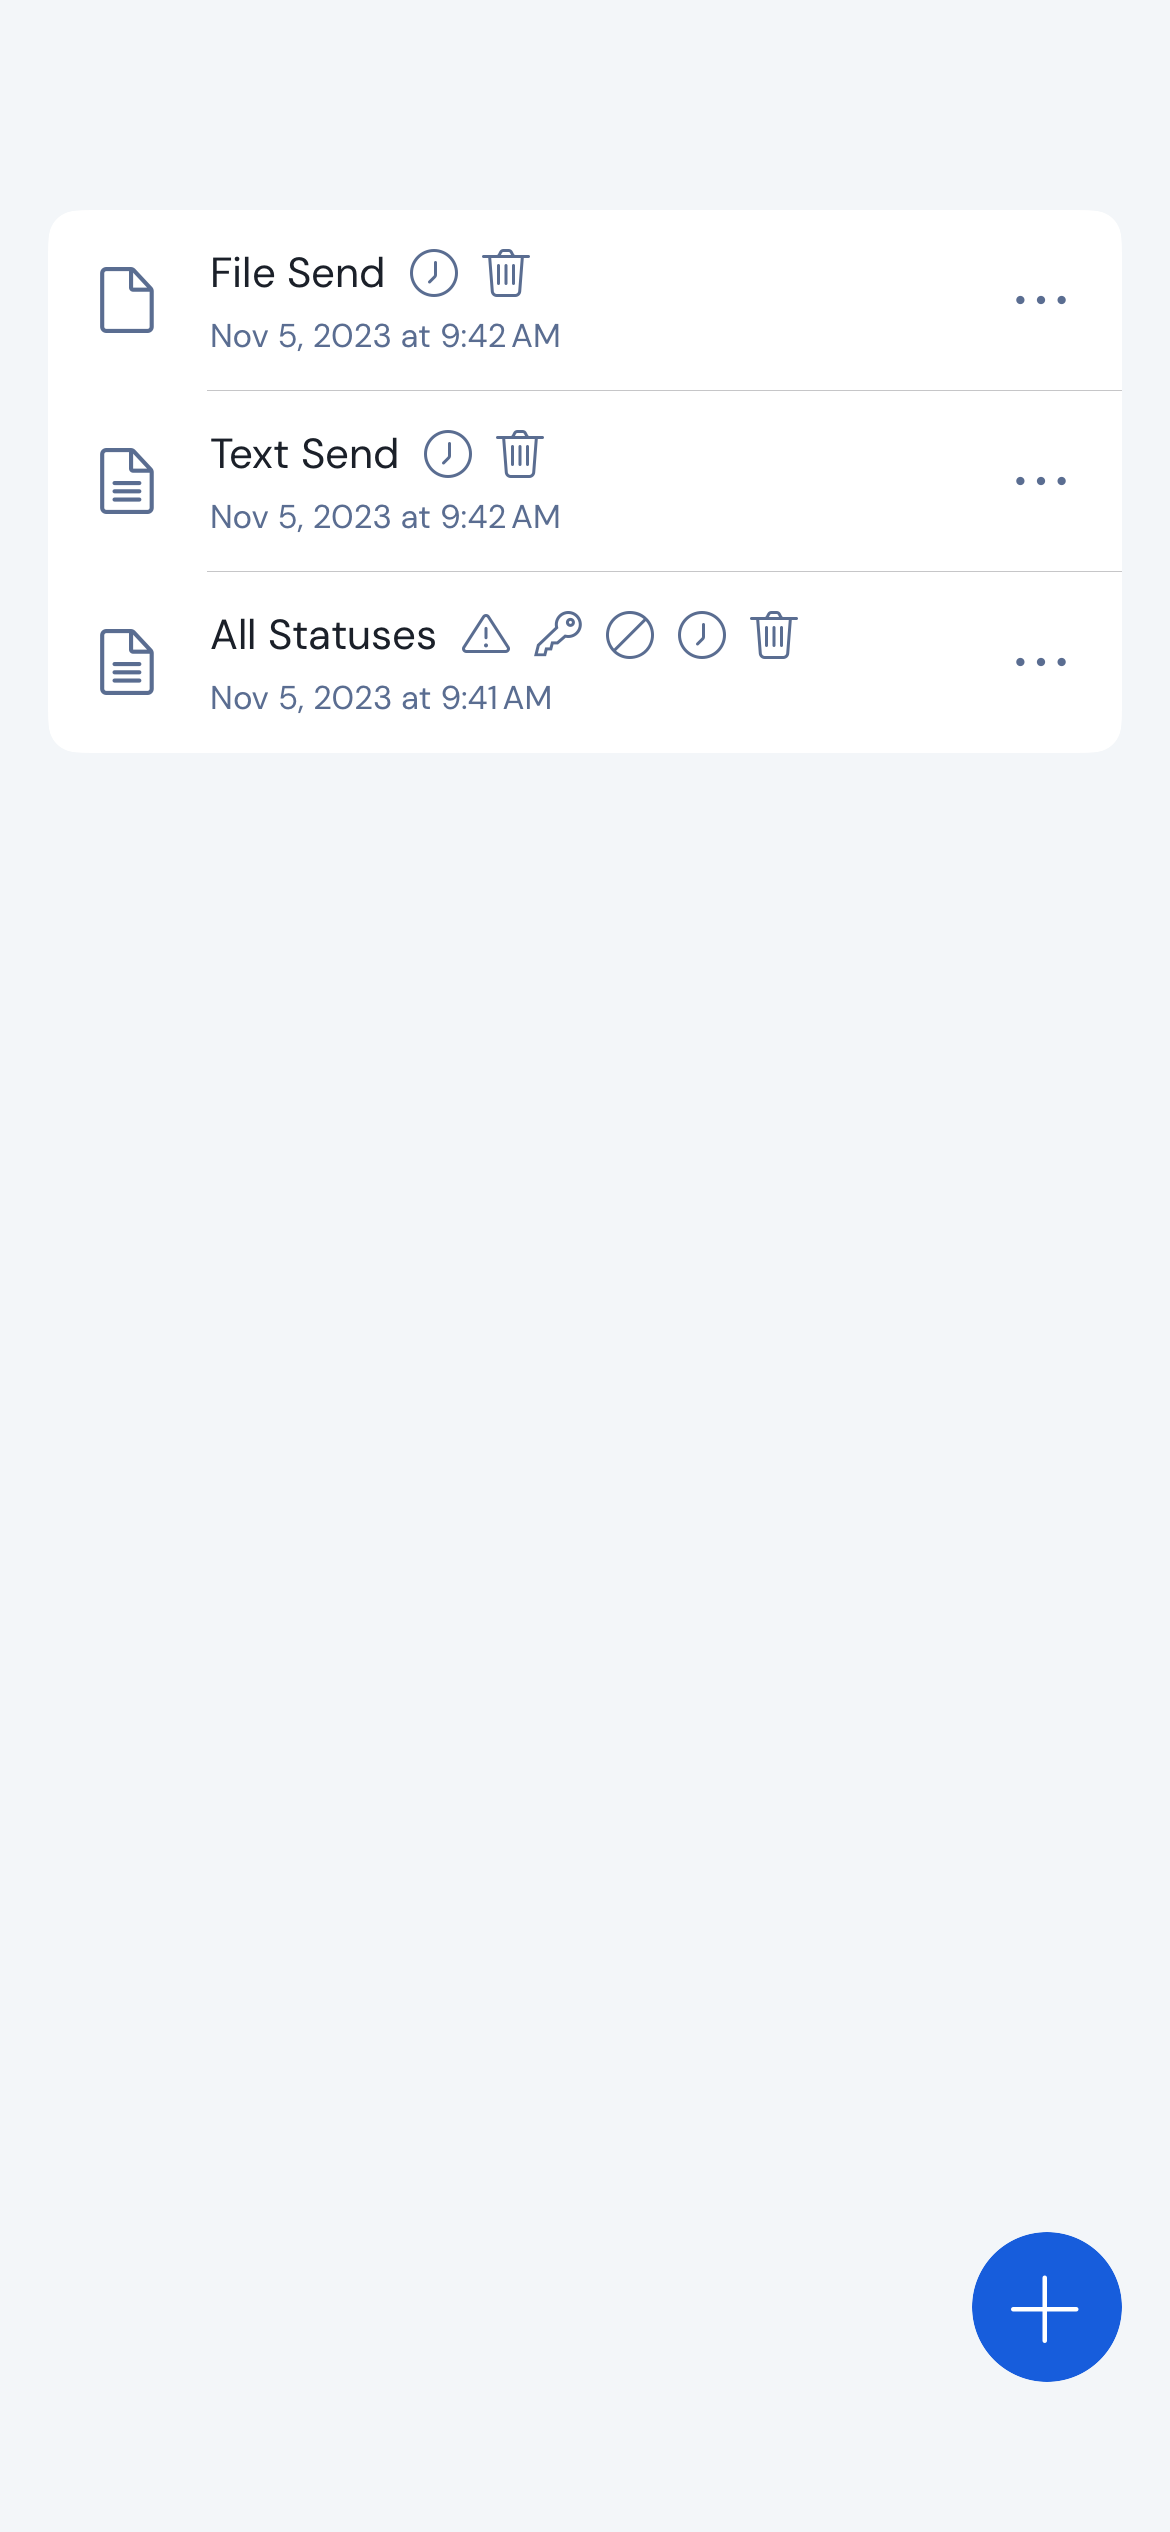 File Send
Nov 5, 2023 at 9:42 AM
Text Send
Nov 5, 2023 at 9:42 AM
All Statuses
Nov 5, 2023 at 9:41 AM